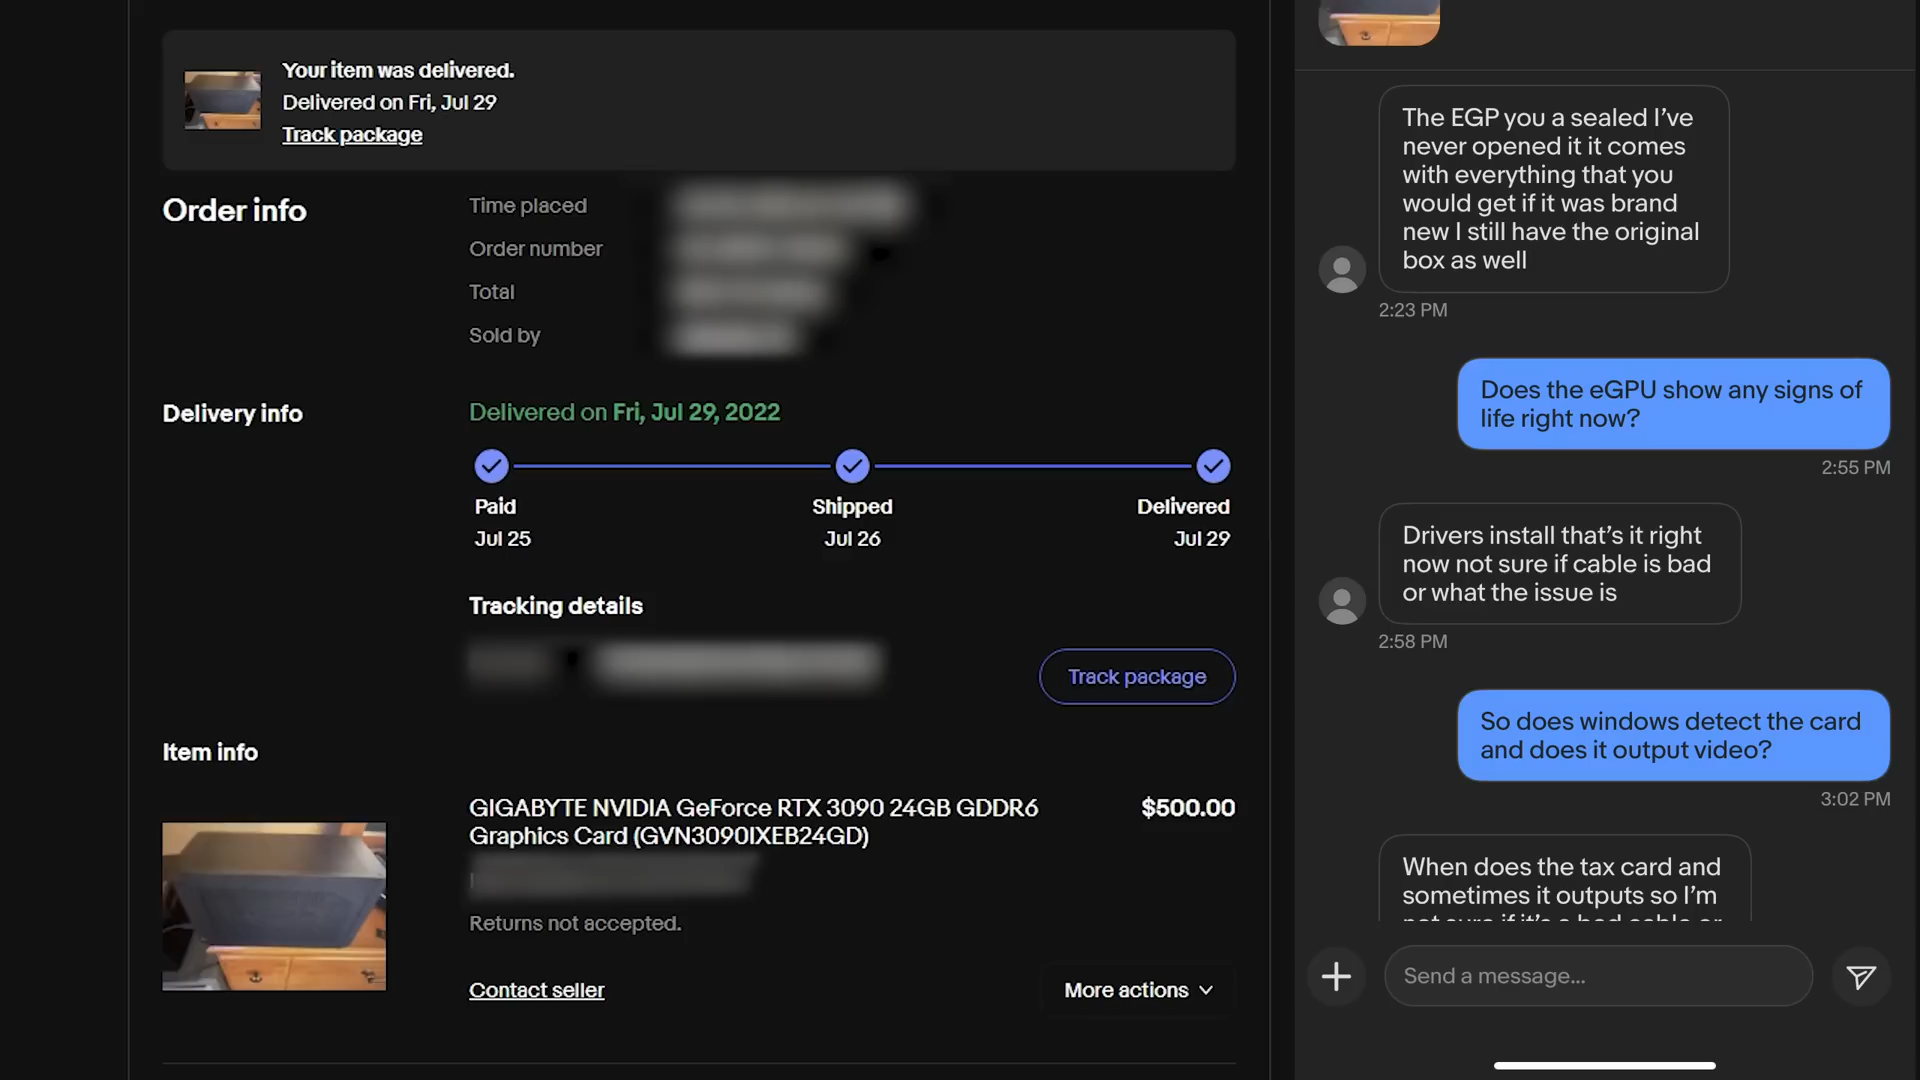 Your item was delivered.
Delivered on Fri, Jul 29
Track package
Order info
Time placed
Order number
Total
Sold by
Delivery info
Delivered on Fri, Jul 29, 2022
Paid
Shipped
Delivered
Jul 25
Jul 26
Jul 29
Tracking details
Track package
Item info
GIGABYTE NVIDIA GeForce RTX 3090 24GB GDDR6
Graphics Card (GVN3090IXEB24GD)
$500.00
Returns not accepted.
Contact seller
More actions
The EGP you a sealed I’ve
never opened it it comes
with everything that you
would get if it was brand
new I still have the original
box as well
2:23 PM
Does the eGPU show any signs of
life right now?
2:55 PM
Drivers install that’s it right
now not sure if cable is bad
or what the issue is
2:58 PM
So does windows detect the card
and does it output video?
3:02 PM
When does the tax card and
sometimes it outputs so I’m
not sure if it’s a bad cable or
Send a message...